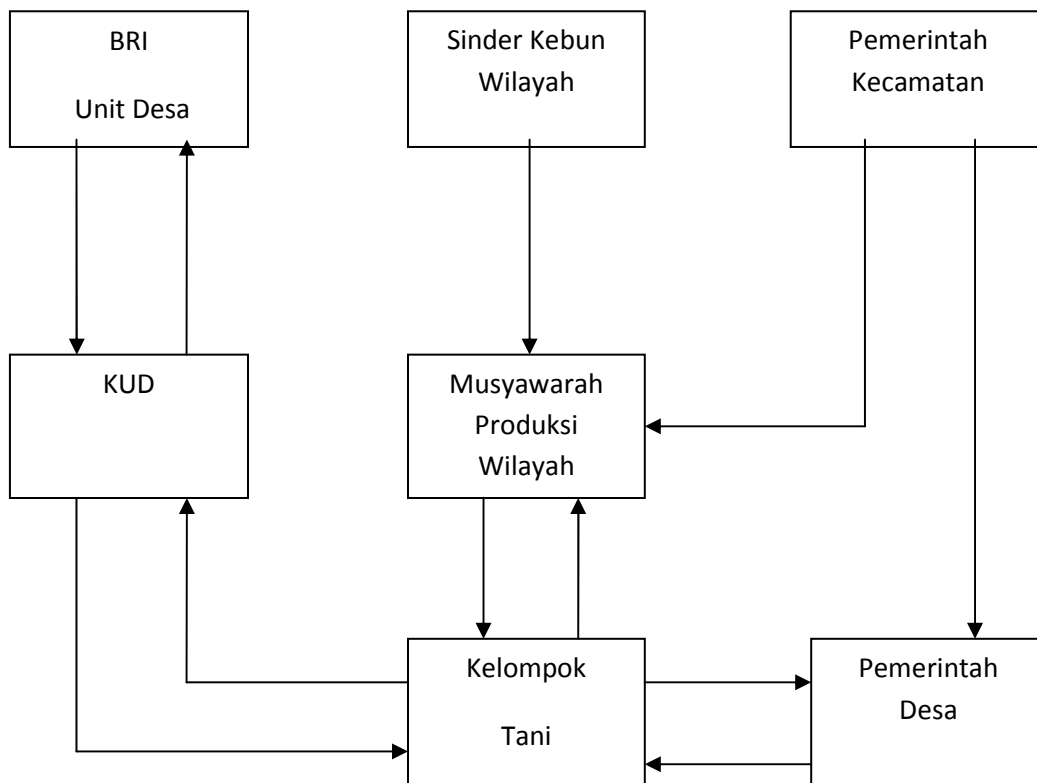 BRI
Unit Desa
Sinder Kebun
Wilayah
Pemerintah
Kecamatan
KUD
Musyawarah
Produksi
Wilayah
Kelompok
Tani
Pemerintah
Desa